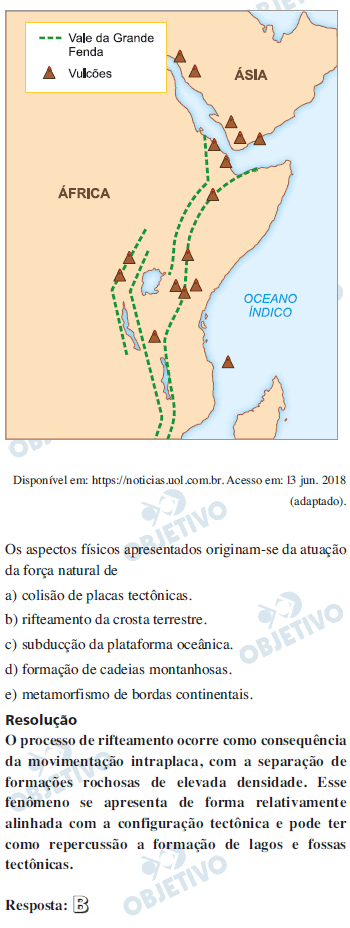 Vale da Grande
Fenda
Vulcões
ÁSIA
ÁFRICA
OCEANO
ÍNDICO
Disponível em: https://noticias.uol.com.br. Acesso em: 13 jun. 2018
(adaptado).
Os aspectos físicos apresentados originam-se da atuação
da força natural de
a) colisão de placas tectônicas.
b) rifteamento da crosta terrestre.
c) subducção da plataforma oceânica.
d) formação de cadeias montanhosas.
e) metamorfismo de bordas continentais.
Resolução
O processo de rifteamento ocorre como consequência
da movimentação intraplaca, com a separação de
formações rochosas de elevada densidade. Esse
fenômeno se apresenta de forma relativamente
alinhada com a configuração tectônica e pode ter
como repercussão a formação de lagos e fossas
tectônicas.
Resposta: B
OBJETIVO
OBJETIVO
OBJETIVO
OBJETIVO